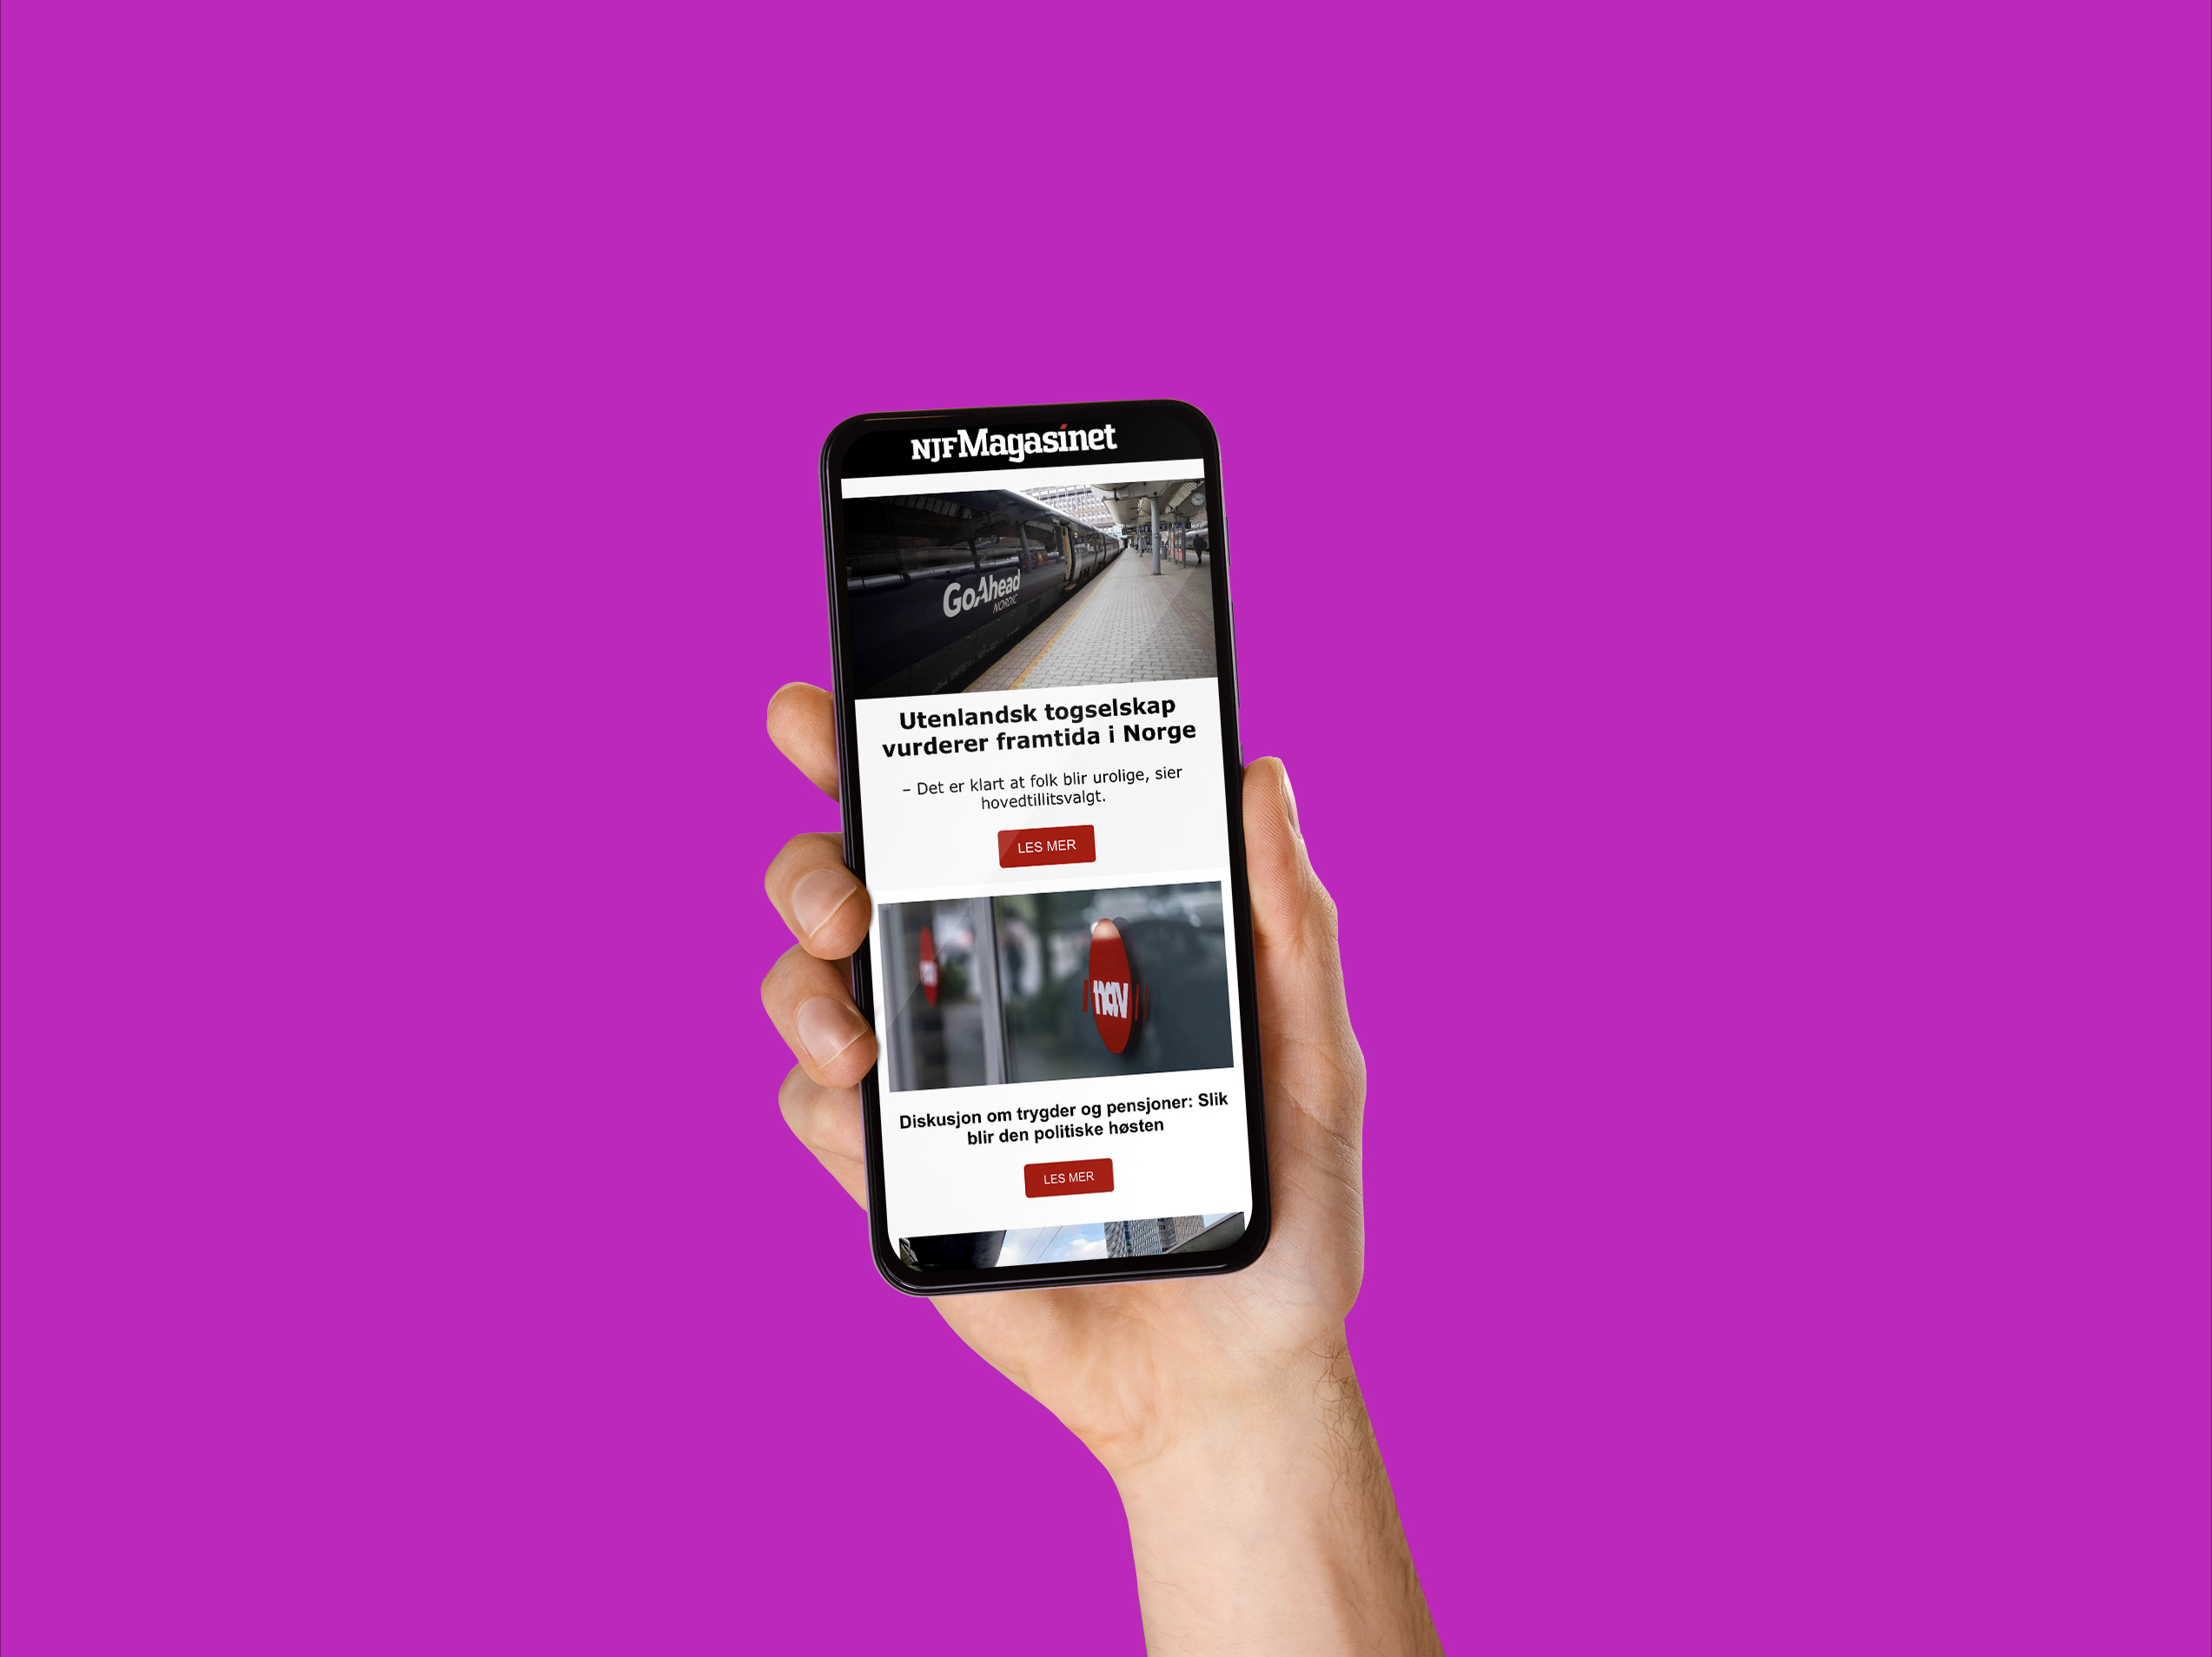 NJFMagasinet
GoAhead
NORDIC
Utenlandsk togselskap
vurderer framtida i Norge
– Det er klart at folk blir urolige, sier
hovedtillitsvalgt.
LES MER
nav
Diskusjon om trygder og pensjoner: Slik
blir den politiske høsten
LES MER